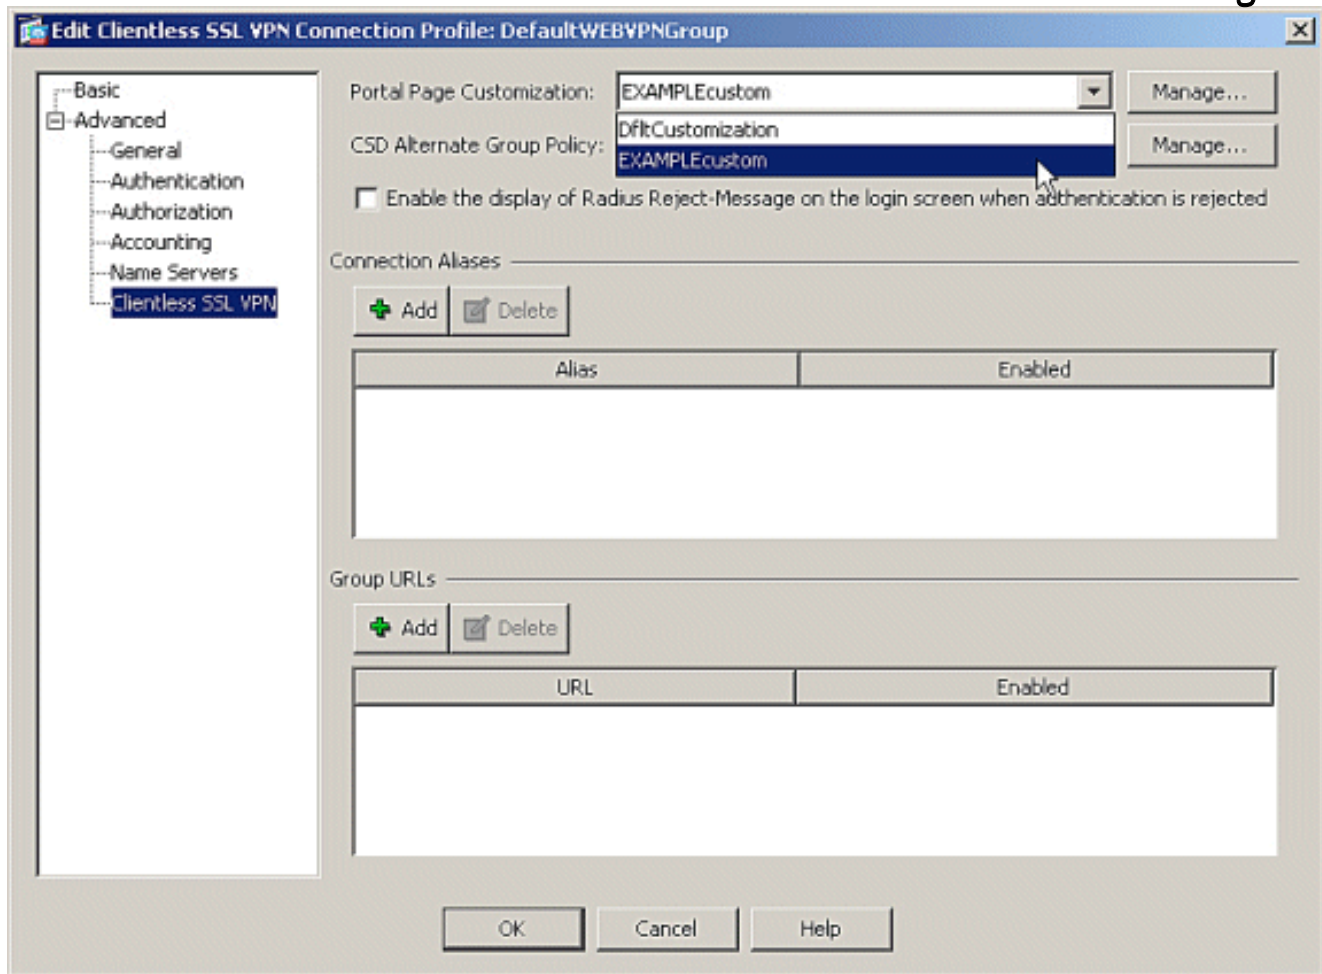 Edit Clientless SSL VPN Connection Profile: DefaultWEBVPNGroup
Basic
Advanced
General
Authentication
Authorization
Accounting
Name Servers
Clientless SSL VPN
Portal Page Customization: EXAMPLEcustom Manage...
DfltCustomization
CSD Alternate Group Policy: EXAMPLEcustom Manage...
Enable the display of Radius Reject-Message on the login screen when authentication is rejected
Connection Aliases
Add Delete
Alias Enabled
Group URLs
Add Delete
URL Enabled
OK Cancel Help